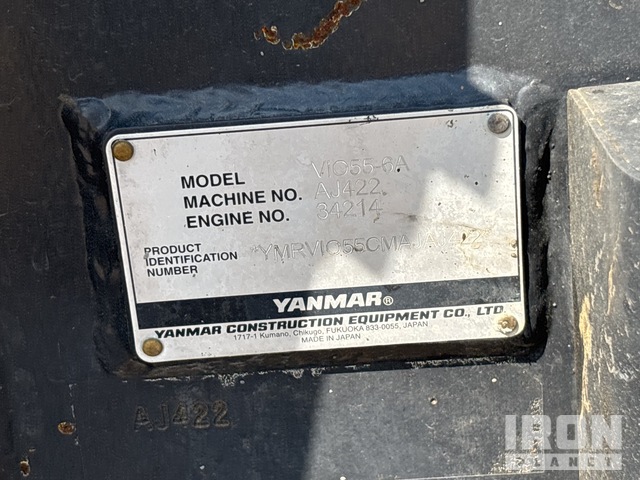 MODEL ViO55-6A
MACHINE NO. AJ422
ENGINE NO. 34214
PRODUCT
IDENTIFICATION
NUMBER
YANMAR®
YANMAR CONSTRUCTION EQUIPMENT CO., LTD.
1717-1 Kumano, Chikugo, FUKUOKA 833-0055, JAPAN
MADE IN JAPAN
AJ422
IRON
PLANET